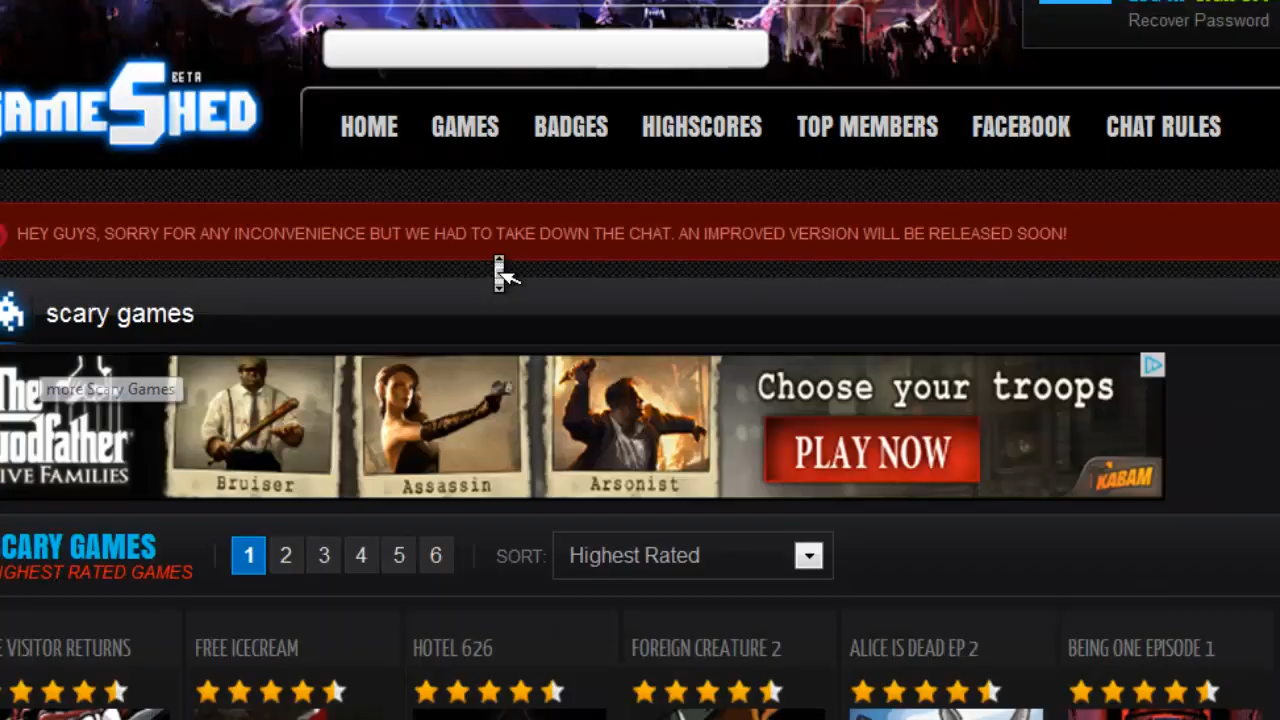 Recover Password
BETA
GAMESHED
HOME GAMES BADGES HIGHSCORES TOP MEMBERS FACEBOOK CHAT RULES
HEY GUYS, SORRY FOR ANY INCONVENIENCE BUT WE HAD TO TAKE DOWN THE CHAT. AN IMPROVED VERSION WILL BE RELEASED SOON!
scary games
more Scary Games
The
odfather
IVE FAMILIES
Bruiser Assassin Arsonist
Choose your troops
PLAY NOW
KABAM
CARY GAMES
IGHEST RATED GAMES
1 2 3 4 5 6 SORT: Highest Rated
E VISITOR RETURNS FREE ICECREAM HOTEL 626 FOREIGN CREATURE 2 ALICE IS DEAD EP 2 BEING ONE EPISODE 1